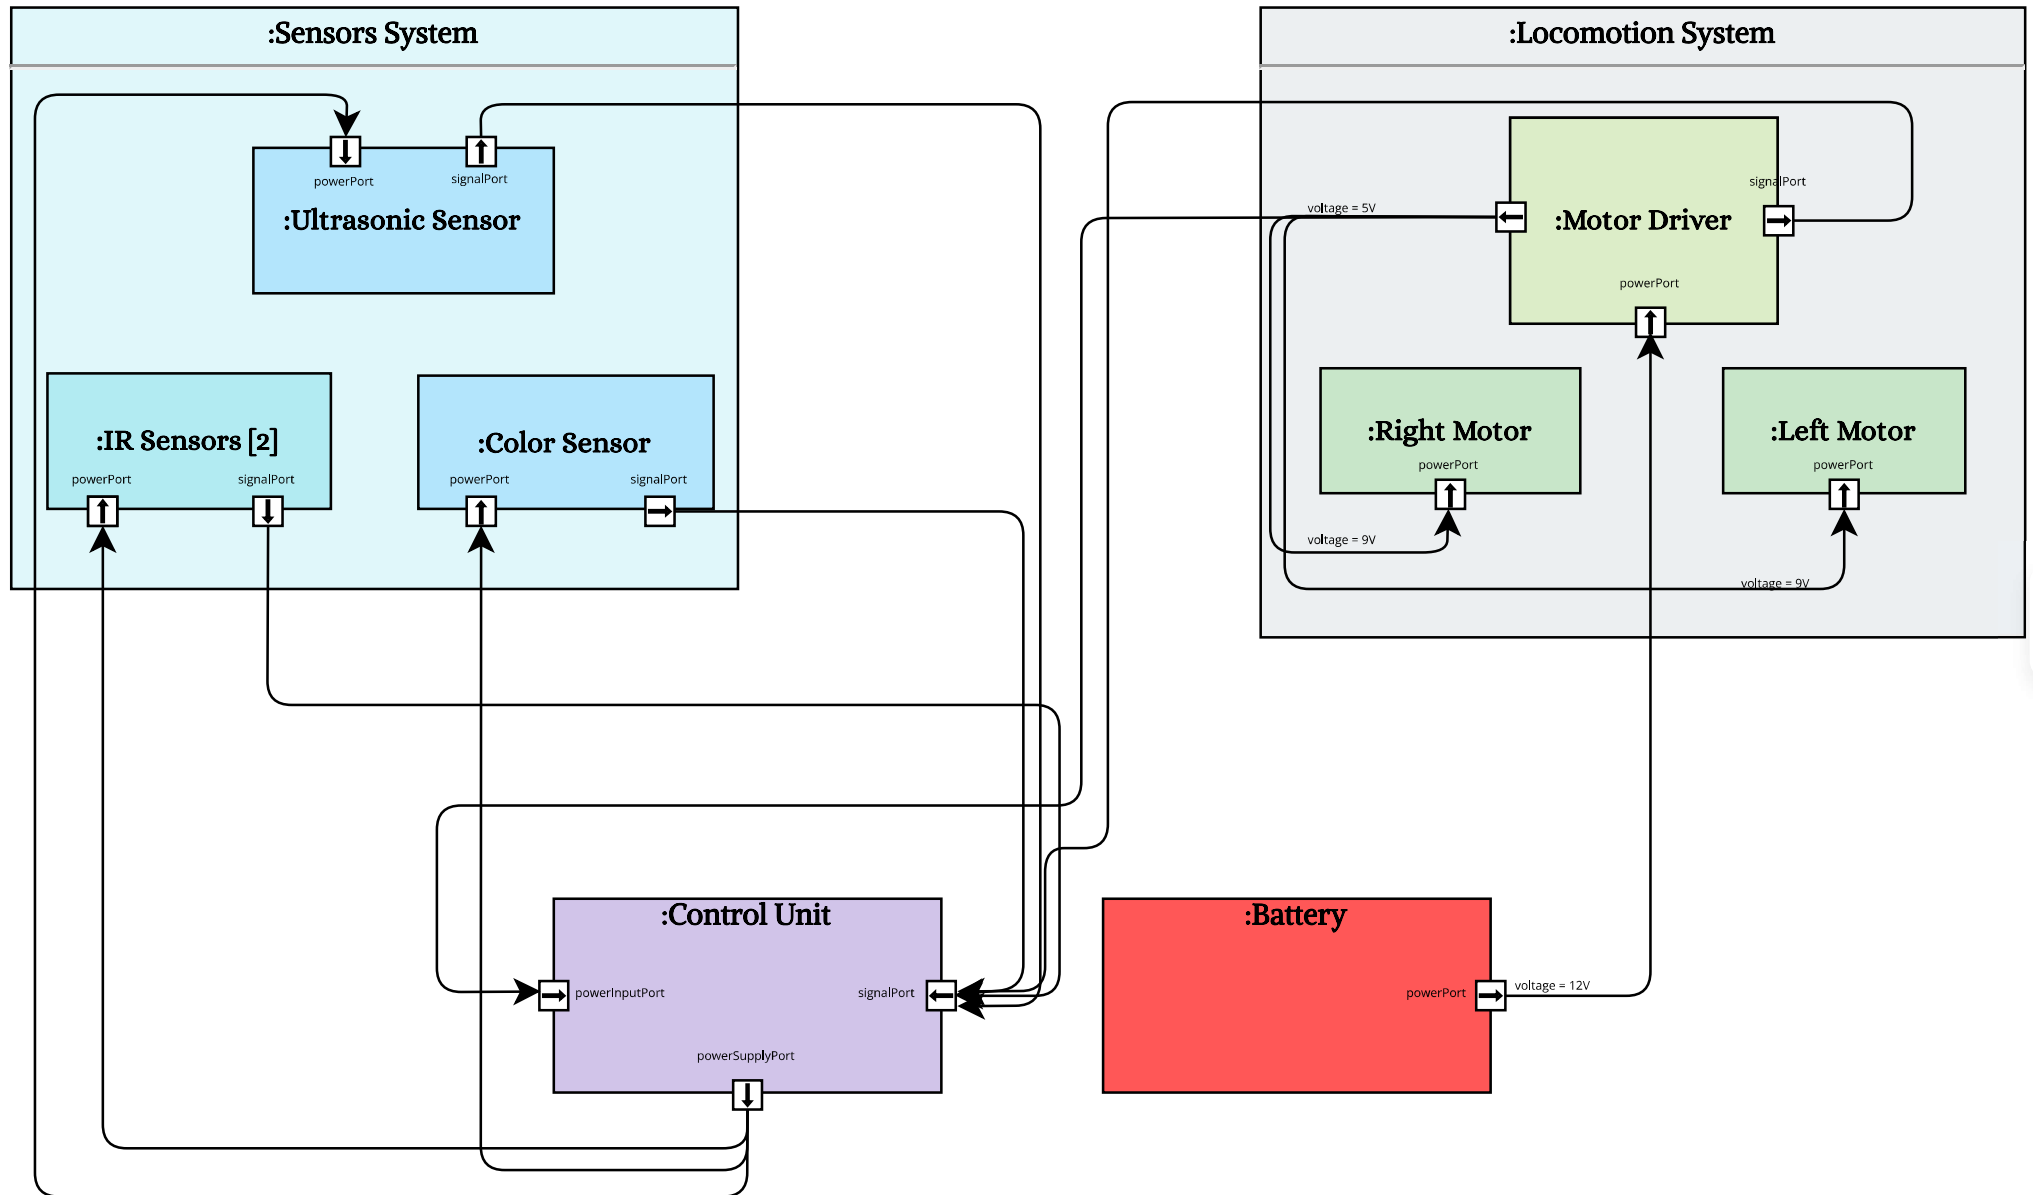 :Sensors System
:Locomotion System
powerPort
signalPort
:Ultrasonic Sensor
signalPort
voltage = 5V
:Motor Driver
powerPort
:IR Sensors [2]
powerPort
signalPort
:Color Sensor
powerPort
signalPort
:Right Motor
powerPort
:Left Motor
powerPort
voltage = 9V
voltage = 9V
:Control Unit
powerInputPort
signalPort
powerSupplyPort
:Battery
powerPort
voltage = 12V